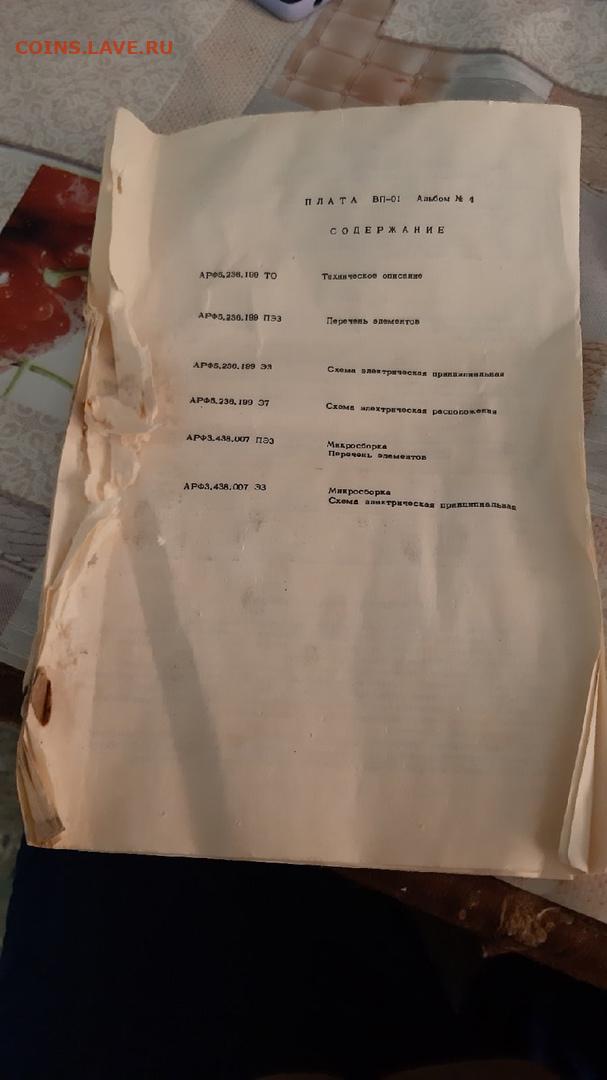 COINS.LAVE.RU
ПЛАТА ВП-01 Альбом № 4
СОДЕРЖАНИЕ
АРФ5.236.199 ТО Техническое описание
АРФ5.236.199 ПЭ3 Перечень элементов
АРФ5.236.199 Э3 Схема электрическая принципиальная
АРФ5.236.199 Э7 Схема электрическая расположения
АРФ3.438.007 ПЭ3 Микросборка
Перечень элементов
АРФ3.438.007 Э3 Микросборка
Схема электрическая принципиальная